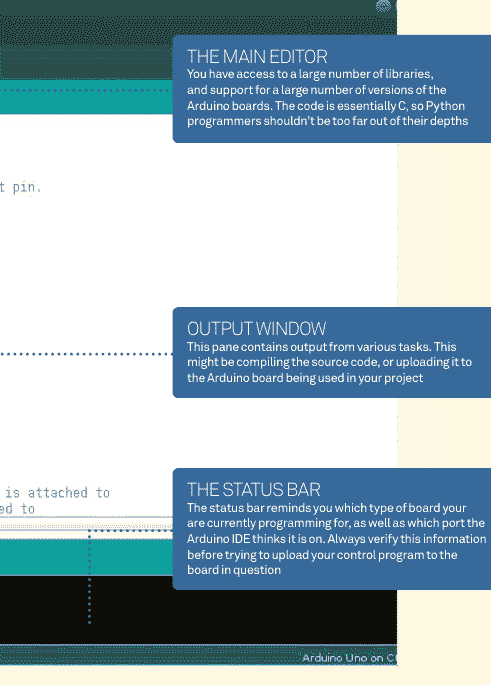 THE MAIN EDITOR
You have access to a large number of libraries,
and support for a large number of versions of the
Arduino boards. The code is essentially C, so Python
programmers shouldn't be too far out of their depths
t pin.
OUTPUT WINDOW
This pane contains output from various tasks. This
might be compiling the source code, or uploading it to
the Arduino board being used in your project
is attached to
ed to
THE STATUS BAR
The status bar reminds you which type of board your
are currently programming for, as well as which port the
Arduino IDE thinks it is on. Always verify this information
before trying to upload your control program to the
board in question
Arduino Uno on C